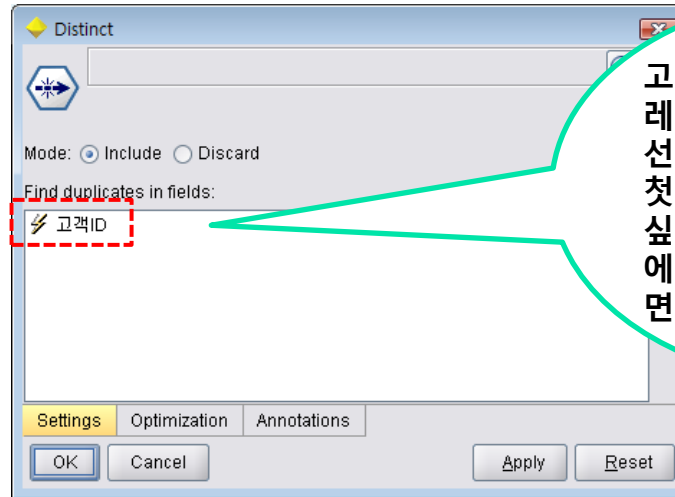 Distinct
Mode: Include Discard
Find duplicates in fields:
고객ID
고
레
선
첫
싶
에
면
Settings Optimization Annotations
OK Cancel Apply Reset